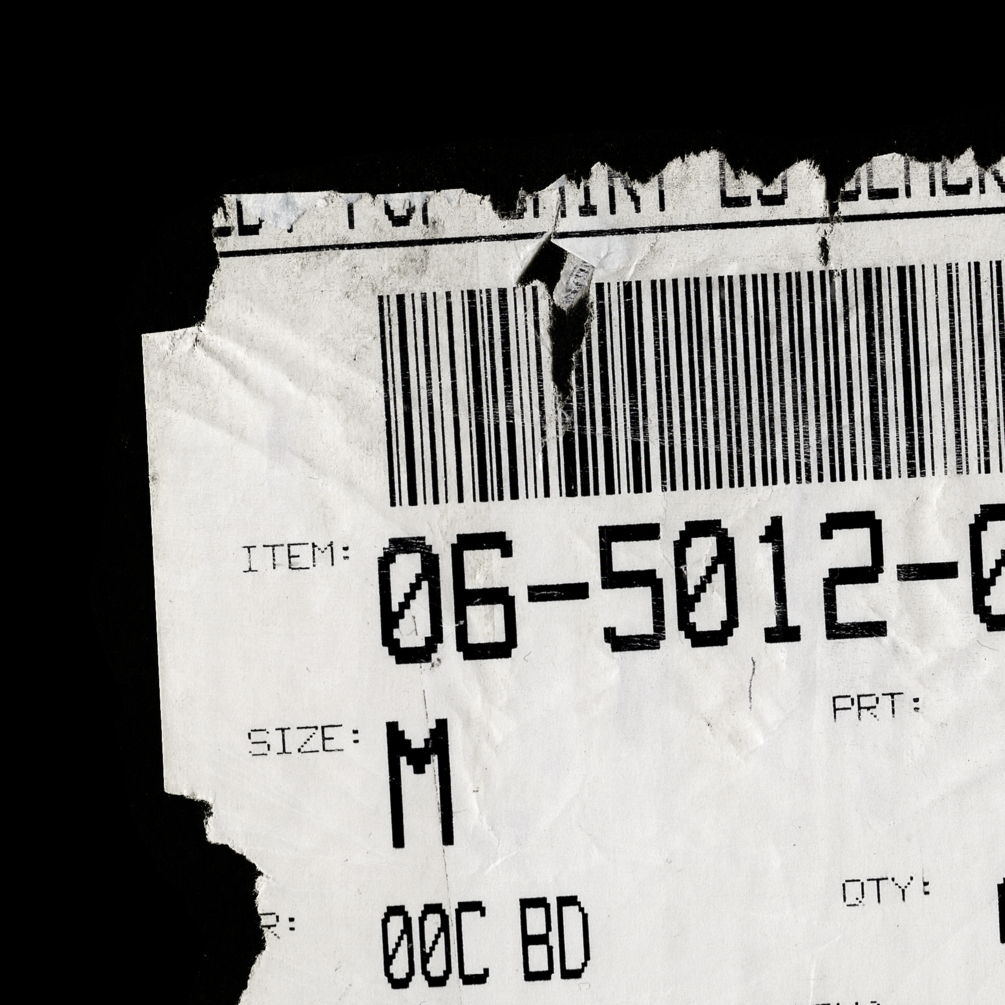 ITEM: 06-5012-0
PRT:
SIZE: M
QTY:
R: 00C BD